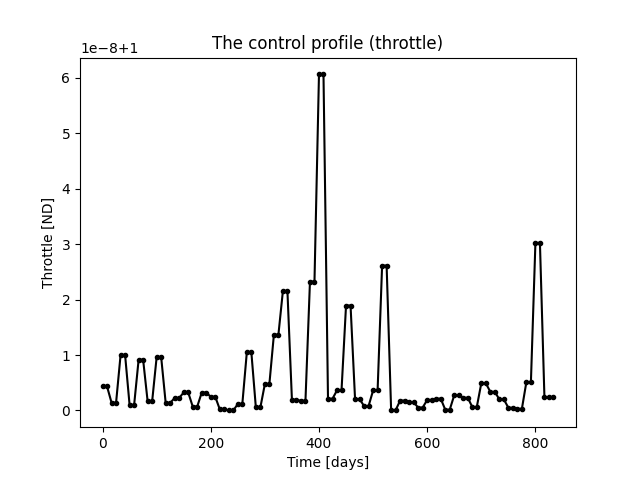 The control profile (throttle)
1e−8+1
6
5
4
3
2
1
0
Throttle [ND]
0 200 400 600 800
Time [days]